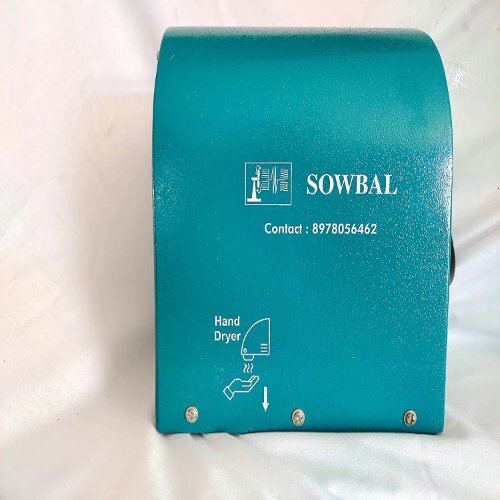 SOWBAL
Contact : 8978056462
Hand
Dryer